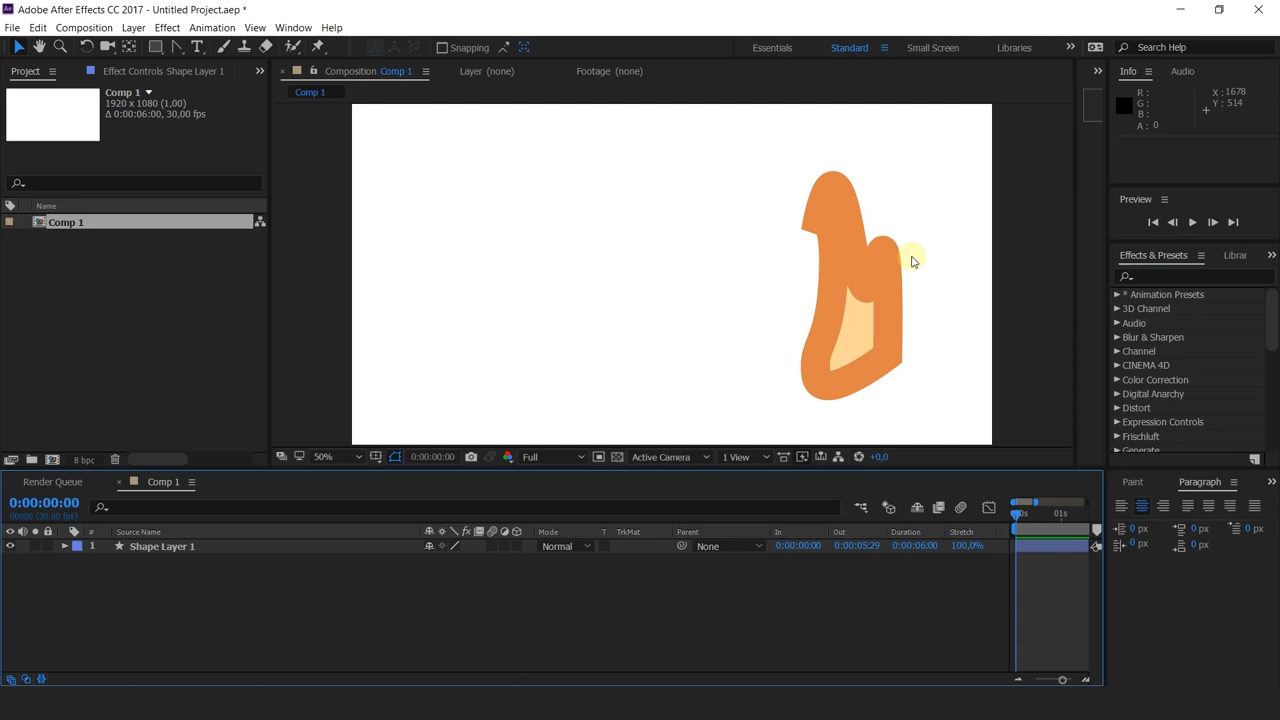 Adobe After Effects CC 2017 - Untitled Project.aep *
File Edit Composition Layer Effect Animation View Window Help
Snapping Essentials Standard Small Screen Libraries Search Help
Project Effect Controls Shape Layer 1 Composition Comp 1 Layer (none) Footage (none) Info Audio
Comp 1
1920 x 1080 (1,00)
Δ 0:00:06:00, 30,00 fps
Comp 1
R :
G :
B :
A : 0
X : 1678
Y : 514
Preview
Name
Comp 1
Effects & Presets Librar
* Animation Presets
3D Channel
Audio
Blur & Sharpen
Channel
CINEMA 4D
Color Correction
Digital Anarchy
Distort
Expression Controls
Frischluft
Generate
8 bpc 50% 0:00:00:00 Full Active Camera 1 View +0,0
Render Queue Comp 1 Paint Paragraph
0:00:00:00
00000 (30.00 fps)
0s 01s
# Source Name Mode T TrkMat Parent In Out Duration Stretch
1 Shape Layer 1 Normal None 0:00:00:00 0:00:05:29 0:00:06:00 100,0%
0 px 0 px 0 px
0 px 0 px